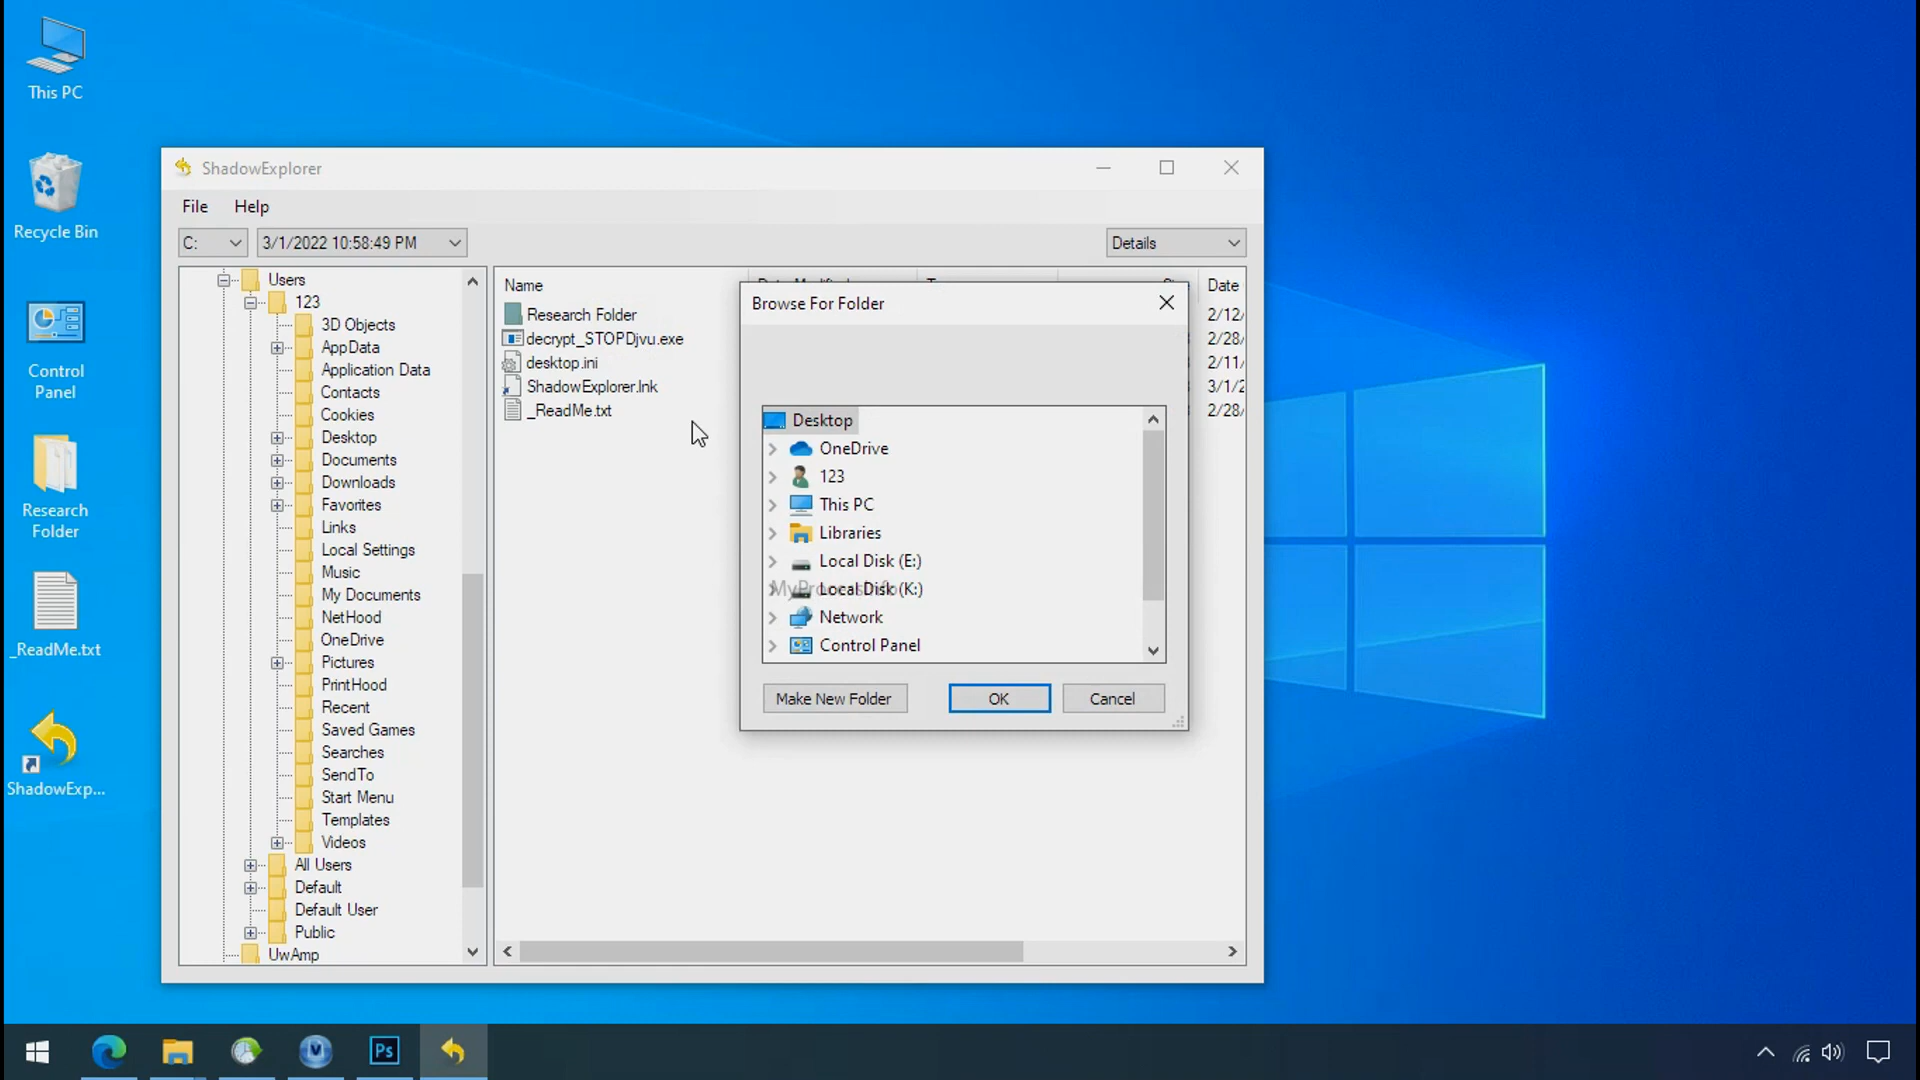 This PC
Recycle Bin
Control
Panel
Research
Folder
_ReadMe.txt
ShadowExp...
ShadowExplorer
File Help
C: 3/1/2022 10:58:49 PM Details
Users
123
3D Objects
AppData
Application Data
Contacts
Cookies
Desktop
Documents
Downloads
Favorites
Links
Local Settings
Music
My Documents
NetHood
OneDrive
Pictures
PrintHood
Recent
Saved Games
Searches
SendTo
Start Menu
Templates
Videos
All Users
Default
Default User
Public
UwAmp
Name Date
Research Folder 2/12/
decrypt_STOPDjvu.exe 2/28/
desktop.ini 2/11/
ShadowExplorer.lnk 3/1/2
_ReadMe.txt 2/28/
Browse For Folder
Desktop
OneDrive
123
This PC
Libraries
Local Disk (E:)
Local Disk (K:)
Network
Control Panel
Make New Folder OK Cancel
Ps